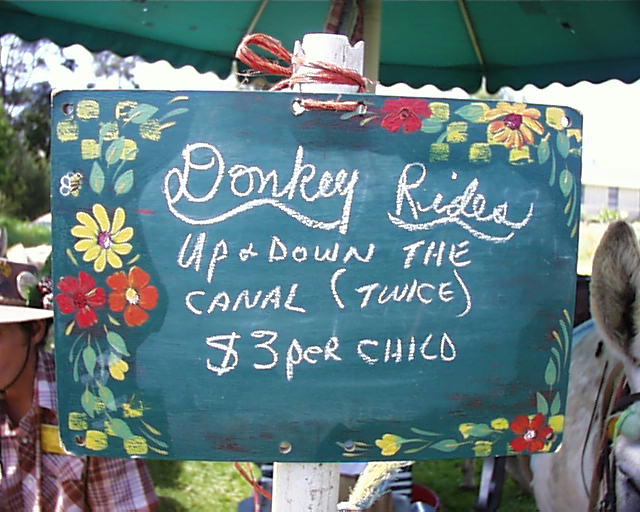 Donkey Rides
UP & DOWN THE
CANAL (TWICE)
$3 per CHILD